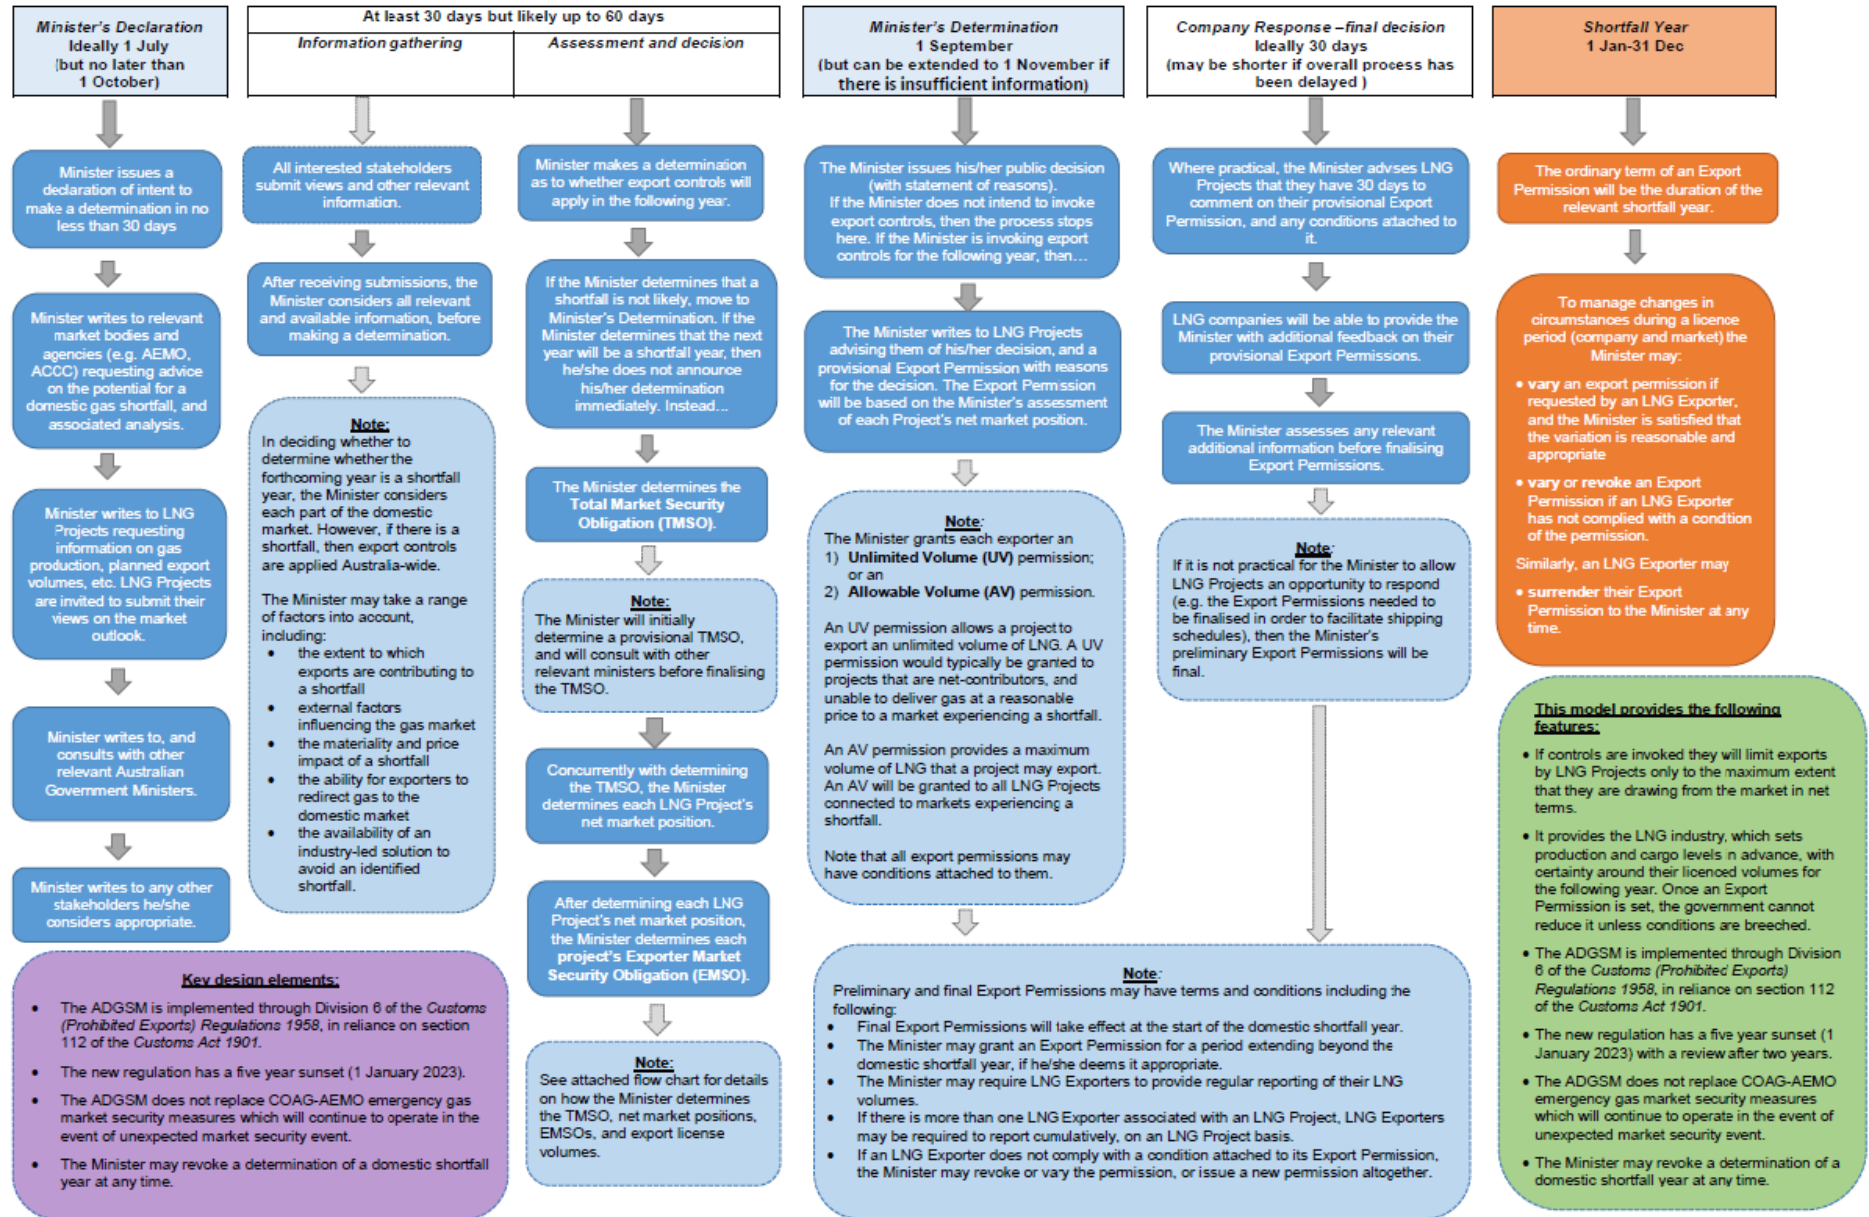 Minister's Declaration
Ideally 1 July
(but no later than
1 October)
At least 30 days but likely up to 60 days
Information gathering
Assessment and decision
Minister's Determination
1 September
(but can be extended to 1 November if
there is insufficient information)
Company Response –final decision
Ideally 30 days
(may be shorter if overall process has
been delayed )
Shortfall Year
1 Jan-31 Dec
Minister issues a
declaration of intent to
make a determination in no
less than 30 days
Minister writes to relevant
market bodies and
agencies (e.g. AEMO,
ACCC) requesting advice
on the potential for a
domestic gas shortfall, and
associated analysis.
Minister writes to LNG
Projects requesting
information on gas
production, planned export
volumes, etc. LNG Projects
are invited to submit their
views on the market
outlook.
Minister writes to, and
consults with other
relevant Australian
Government Ministers.
Minister writes to any other
stakeholders he/she
considers appropriate.
All interested stakeholders
submit views and other relevant
information.
After receiving submissions, the
Minister considers all relevant
and available information, before
making a determination.
Note:
In deciding whether to
determine whether the
forthcoming year is a shortfall
year, the Minister considers
each part of the domestic
market. However, if there is a
shortfall, then export controls
are applied Australia-wide.
The Minister may take a range
of factors into account,
including:
• the extent to which
exports are contributing to
a shortfall
• external factors
influencing the gas market
• the materiality and price
impact of a shortfall
• the ability for exporters to
redirect gas to the
domestic market
• the availability of an
industry-led solution to
avoid an identified
shortfall.
Minister makes a determination
as to whether export controls will
apply in the following year.
If the Minister determines that a
shortfall is not likely, move to
Minister's Determination. If the
Minister determines that the next
year will be a shortfall year, then
he/she does not announce
his/her determination
immediately. Instead...
The Minister determines the
Total Market Security
Obligation (TMSO).
Note:
The Minister will initially
determine a provisional TMSO,
and will consult with other
relevant ministers before finalising
the TMSO.
Concurrently with determining
the TMSO, the Minister
determines each LNG Project's
net market position.
After determining each LNG
Project's net market position,
the Minister determines each
project's Exporter Market
Security Obligation (EMSO).
Note:
See attached flow chart for details
on how the Minister determines
the TMSO, net market positions,
EMSOs, and export license
volumes.
The Minister issues his/her public decision
(with statement of reasons).
If the Minister does not intend to invoke
export controls, then the process stops
here. If the Minister is invoking export
controls for the following year, then…
The Minister writes to LNG Projects
advising them of his/her decision, and a
provisional Export Permission with reasons
for the decision. The Export Permission
will be based on the Minister's assessment
of each Project's net market position.
Note:
The Minister grants each exporter an
1) Unlimited Volume (UV) permission;
or an
2) Allowable Volume (AV) permission.
An UV permission allows a project to
export an unlimited volume of LNG. A UV
permission would typically be granted to
projects that are net-contributors, and
unable to deliver gas at a reasonable
price to a market experiencing a shortfall.
An AV permission provides a maximum
volume of LNG that a project may export.
An AV will be granted to all LNG Projects
connected to markets experiencing a
shortfall.
Note that all export permissions may
have conditions attached to them.
Where practical, the Minister advises LNG
Projects that they have 30 days to
comment on their provisional Export
Permission, and any conditions attached to
it.
LNG companies will be able to provide the
Minister with additional feedback on their
provisional Export Permissions.
The Minister assesses any relevant
additional information before finalising
Export Permissions.
Note:
If it is not practical for the Minister to allow
LNG Projects an opportunity to respond
(e.g. the Export Permissions needed to
be finalised in order to facilitate shipping
schedules), then the Minister's
preliminary Export Permissions will be
final.
The ordinary term of an Export
Permission will be the duration of the
relevant shortfall year.
To manage changes in
circumstances during a licence
period (company and market) the
Minister may:
• vary an export permission if
requested by an LNG Exporter,
and the Minister is satisfied that
the variation is reasonable and
appropriate
• vary or revoke an Export
Permission if an LNG Exporter
has not complied with a condtion
of the permission.
Similarly, an LNG Exporter may
• surrender their Export
Permission to the Minister at any
time.
Key design elements:
• The ADGSM is implemented through Division 6 of the Customs
(Prohibited Exports) Regulations 1958, in reliance on section
112 of the Customs Act 1901.
• The new regulation has a five year sunset (1 January 2023).
• The ADGSM does not replace COAG-AEMO emergency gas
market security measures which will continue to operate in the
event of unexpected market security event.
• The Minister may revoke a determination of a domestic shortfall
year at any time.
Note:
Preliminary and final Export Permissions may have terms and conditions including the
following:
• Final Export Permissions will take effect at the start of the domestic shortfall year.
• The Minister may grant an Export Permission for a period extending beyond the
domestic shortfall year, if he/she deems it appropriate.
• The Minister may require LNG Exporters to provide regular reporting of their LNG
volumes.
• If there is more than one LNG Exporter associated with an LNG Project, LNG Exporters
may be required to report cumulatively, on an LNG Project basis.
• If an LNG Exporter does not comply with a condition attached to its Export Permission,
the Minister may revoke or vary the permission, or issue a new permission altogether.
This model provides the following
features:
• If controls are invoked they will limit exports
by LNG Projects only to the maximum extent
that they are drawing from the market in net
terms.
• It provides the LNG industry, which sets
production and cargo levels in advance, with
certainty around their licenced volumes for
the following year. Once an Export
Permission is set, the government cannot
reduce it unless conditions are breeched.
• The ADGSM is implemented through Division
6 of the Customs (Prohibited Exports)
Regulations 1958, in reliance on section 112
of the Customs Act 1901.
• The new regulation has a five year sunset (1
January 2023) with a review after two years.
• The ADGSM does not replace COAG-AEMO
emergency gas market security measures
which will continue to operate in the event of
unexpected market security event.
• The Minister may revoke a determination of a
domestic shortfall year at any time.